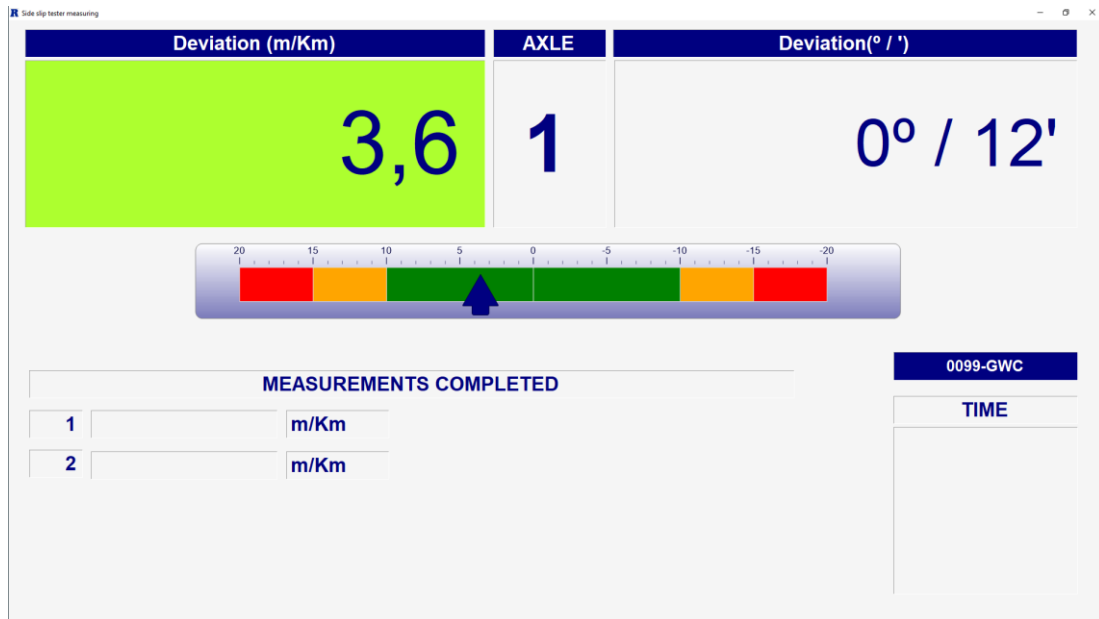 R Side slip tester measuring
Deviation (m/Km) AXLE Deviation(º / ')
3,6 1 0º / 12'
20 15 10 5 0 -5 -10 -15 -20
MEASUREMENTS COMPLETED
0099-GWC
TIME
1 m/Km
2 m/Km